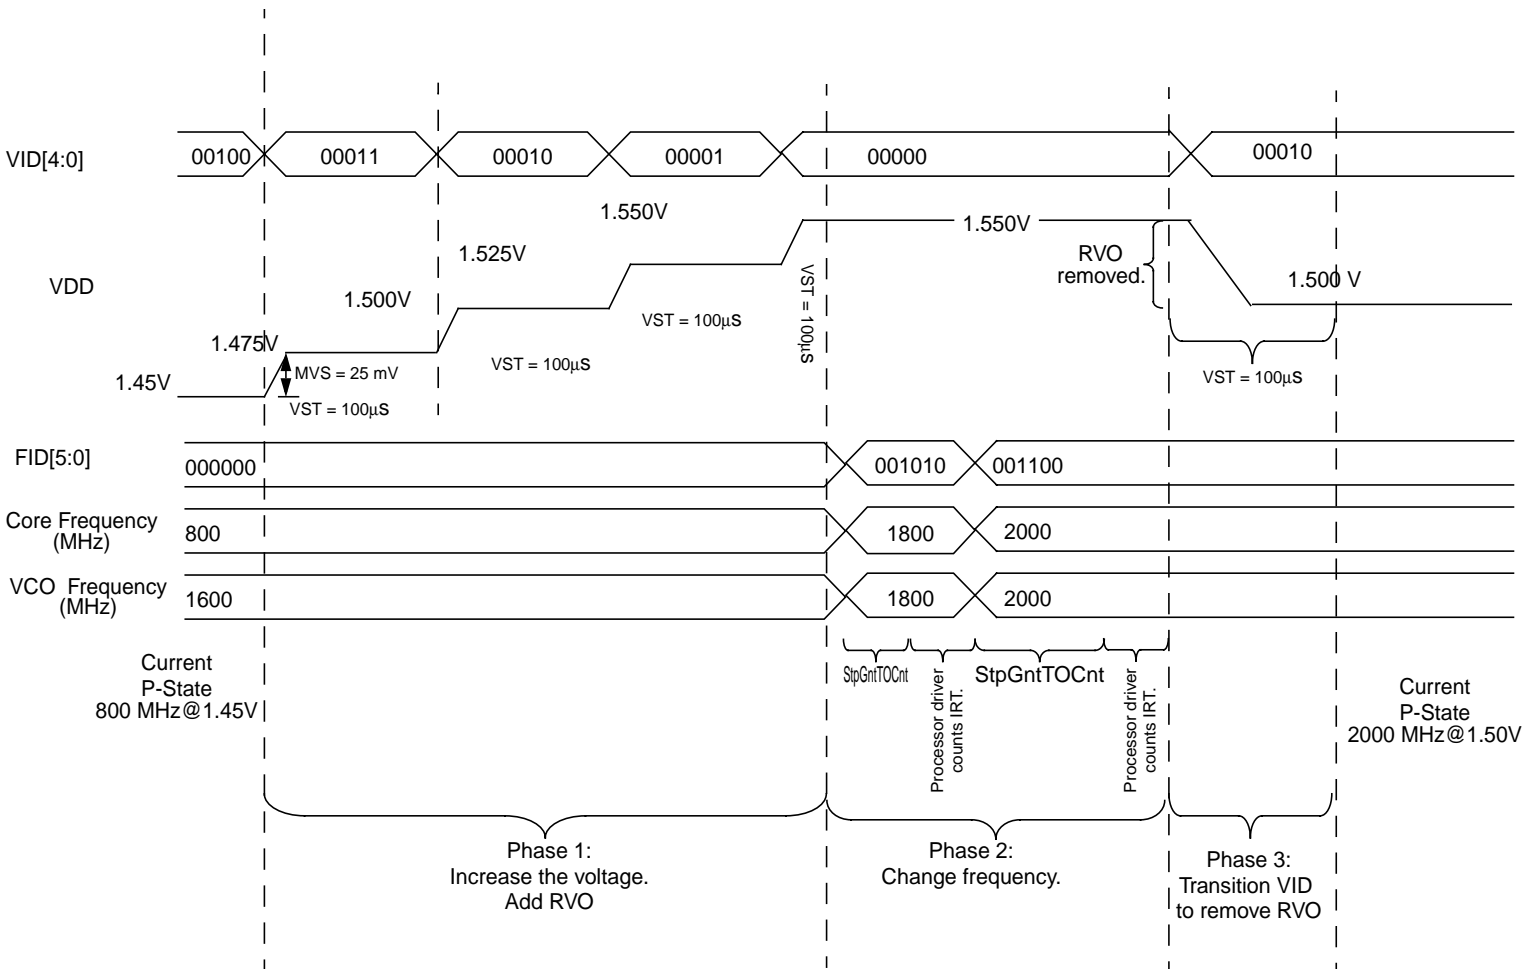 VID[4:0]
00100
00011
00010
00001
00000
00010
1.550V
1.550V
1.525V
RVO
removed.
VDD
1.500 V
1.500V
VST = 100µS
VST = 100µS
1.475V
VST = 100µS
MVS = 25 mV
VST = 100µS
1.45V
VST = 100µS
FID[5:0]
000000
001010
001100
Core Frequency
(MHz)
800
1800
2000
VCO Frequency
(MHz)
1600
1800
2000
StpGntTOCnt
Processor driver
counts IRT.
StpGntTOCnt
Processor driver
counts IRT.
Current
P-State
800 MHz@1.45V
Current
P-State
2000 MHz@1.50V
Phase 1:
Increase the voltage.
Add RVO
Phase 2:
Change frequency.
Phase 3:
Transition VID
to remove RVO